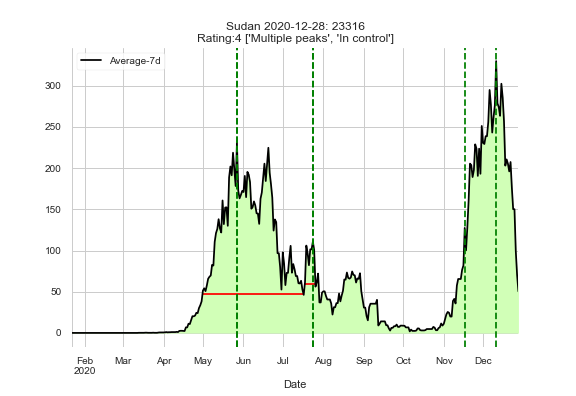 Sudan 2020-12-28: 23316
Rating:4 ['Multiple peaks', 'In control']
Average-7d
300
250
200
150
100
50
0
Feb Mar Apr May Jun Jul Aug Sep Oct Nov Dec
2020
Date